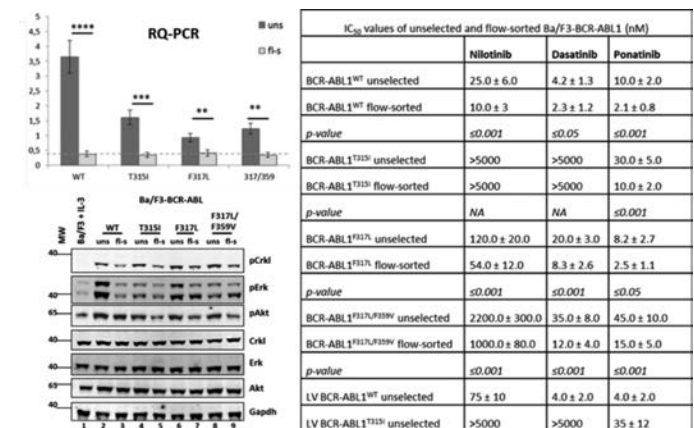 RQ-PCR
uns
fl-s
5
4,5
4
3,5
3
2,5
2
1,5
1
0,5
0
****
***
**
**
WT
T315I
F317L
317/359
Ba/F3-BCR-ABL
MW
Ba/F3 + IL-3
WT
T315I
F317L
F317L/
F359V
uns fl-s uns fl-s uns fl-s uns fl-s
40
pCrkl
pErk
40
65
pAkt
40
Crkl
40
Erk
69
Akt
40
Gapdh
1 2 3 4 5 6 7 8 9
IC50 values of unselected and flow-sorted Ba/F3-BCR-ABL1 (nM)
Nilotinib Dasatinib Ponatinib
BCR-ABL1WT unselected 25.0 ± 6.0 4.2 ± 1.3 10.0 ± 2.0
BCR-ABL1WT flow-sorted 10.0 ± 3 2.3 ± 1.2 2.1 ± 0.8
p-value ≤0.001 ≤0.05 ≤0.001
BCR-ABL1T315I unselected >5000 >5000 30.0 ± 5.0
BCR-ABL1T315I flow-sorted >5000 >5000 10.0 ± 2.0
p-value NA NA ≤0.001
BCR-ABL1F317L unselected 120.0 ± 20.0 20.0 ± 3.0 8.2 ± 2.7
BCR-ABL1F317L flow-sorted 54.0 ± 12.0 8.3 ± 2.6 2.5 ± 1.1
p-value ≤0.001 ≤0.001 ≤0.05
BCR-ABL1F317L/F359V unselected 2200.0 ± 300.0 35.0 ± 8.0 45.0 ± 10.0
BCR-ABL1F317L/F359V flow-sorted 1000.0 ± 80.0 12.0 ± 4.0 15.0 ± 5.0
p-value ≤0.001 ≤0.001 ≤0.001
LV BCR-ABL1WT unselected 75 ± 10 4.0 ± 2.0 4.0 ± 2.0
LV BCR-ABL1T315I unselected >5000 >5000 35 ± 12